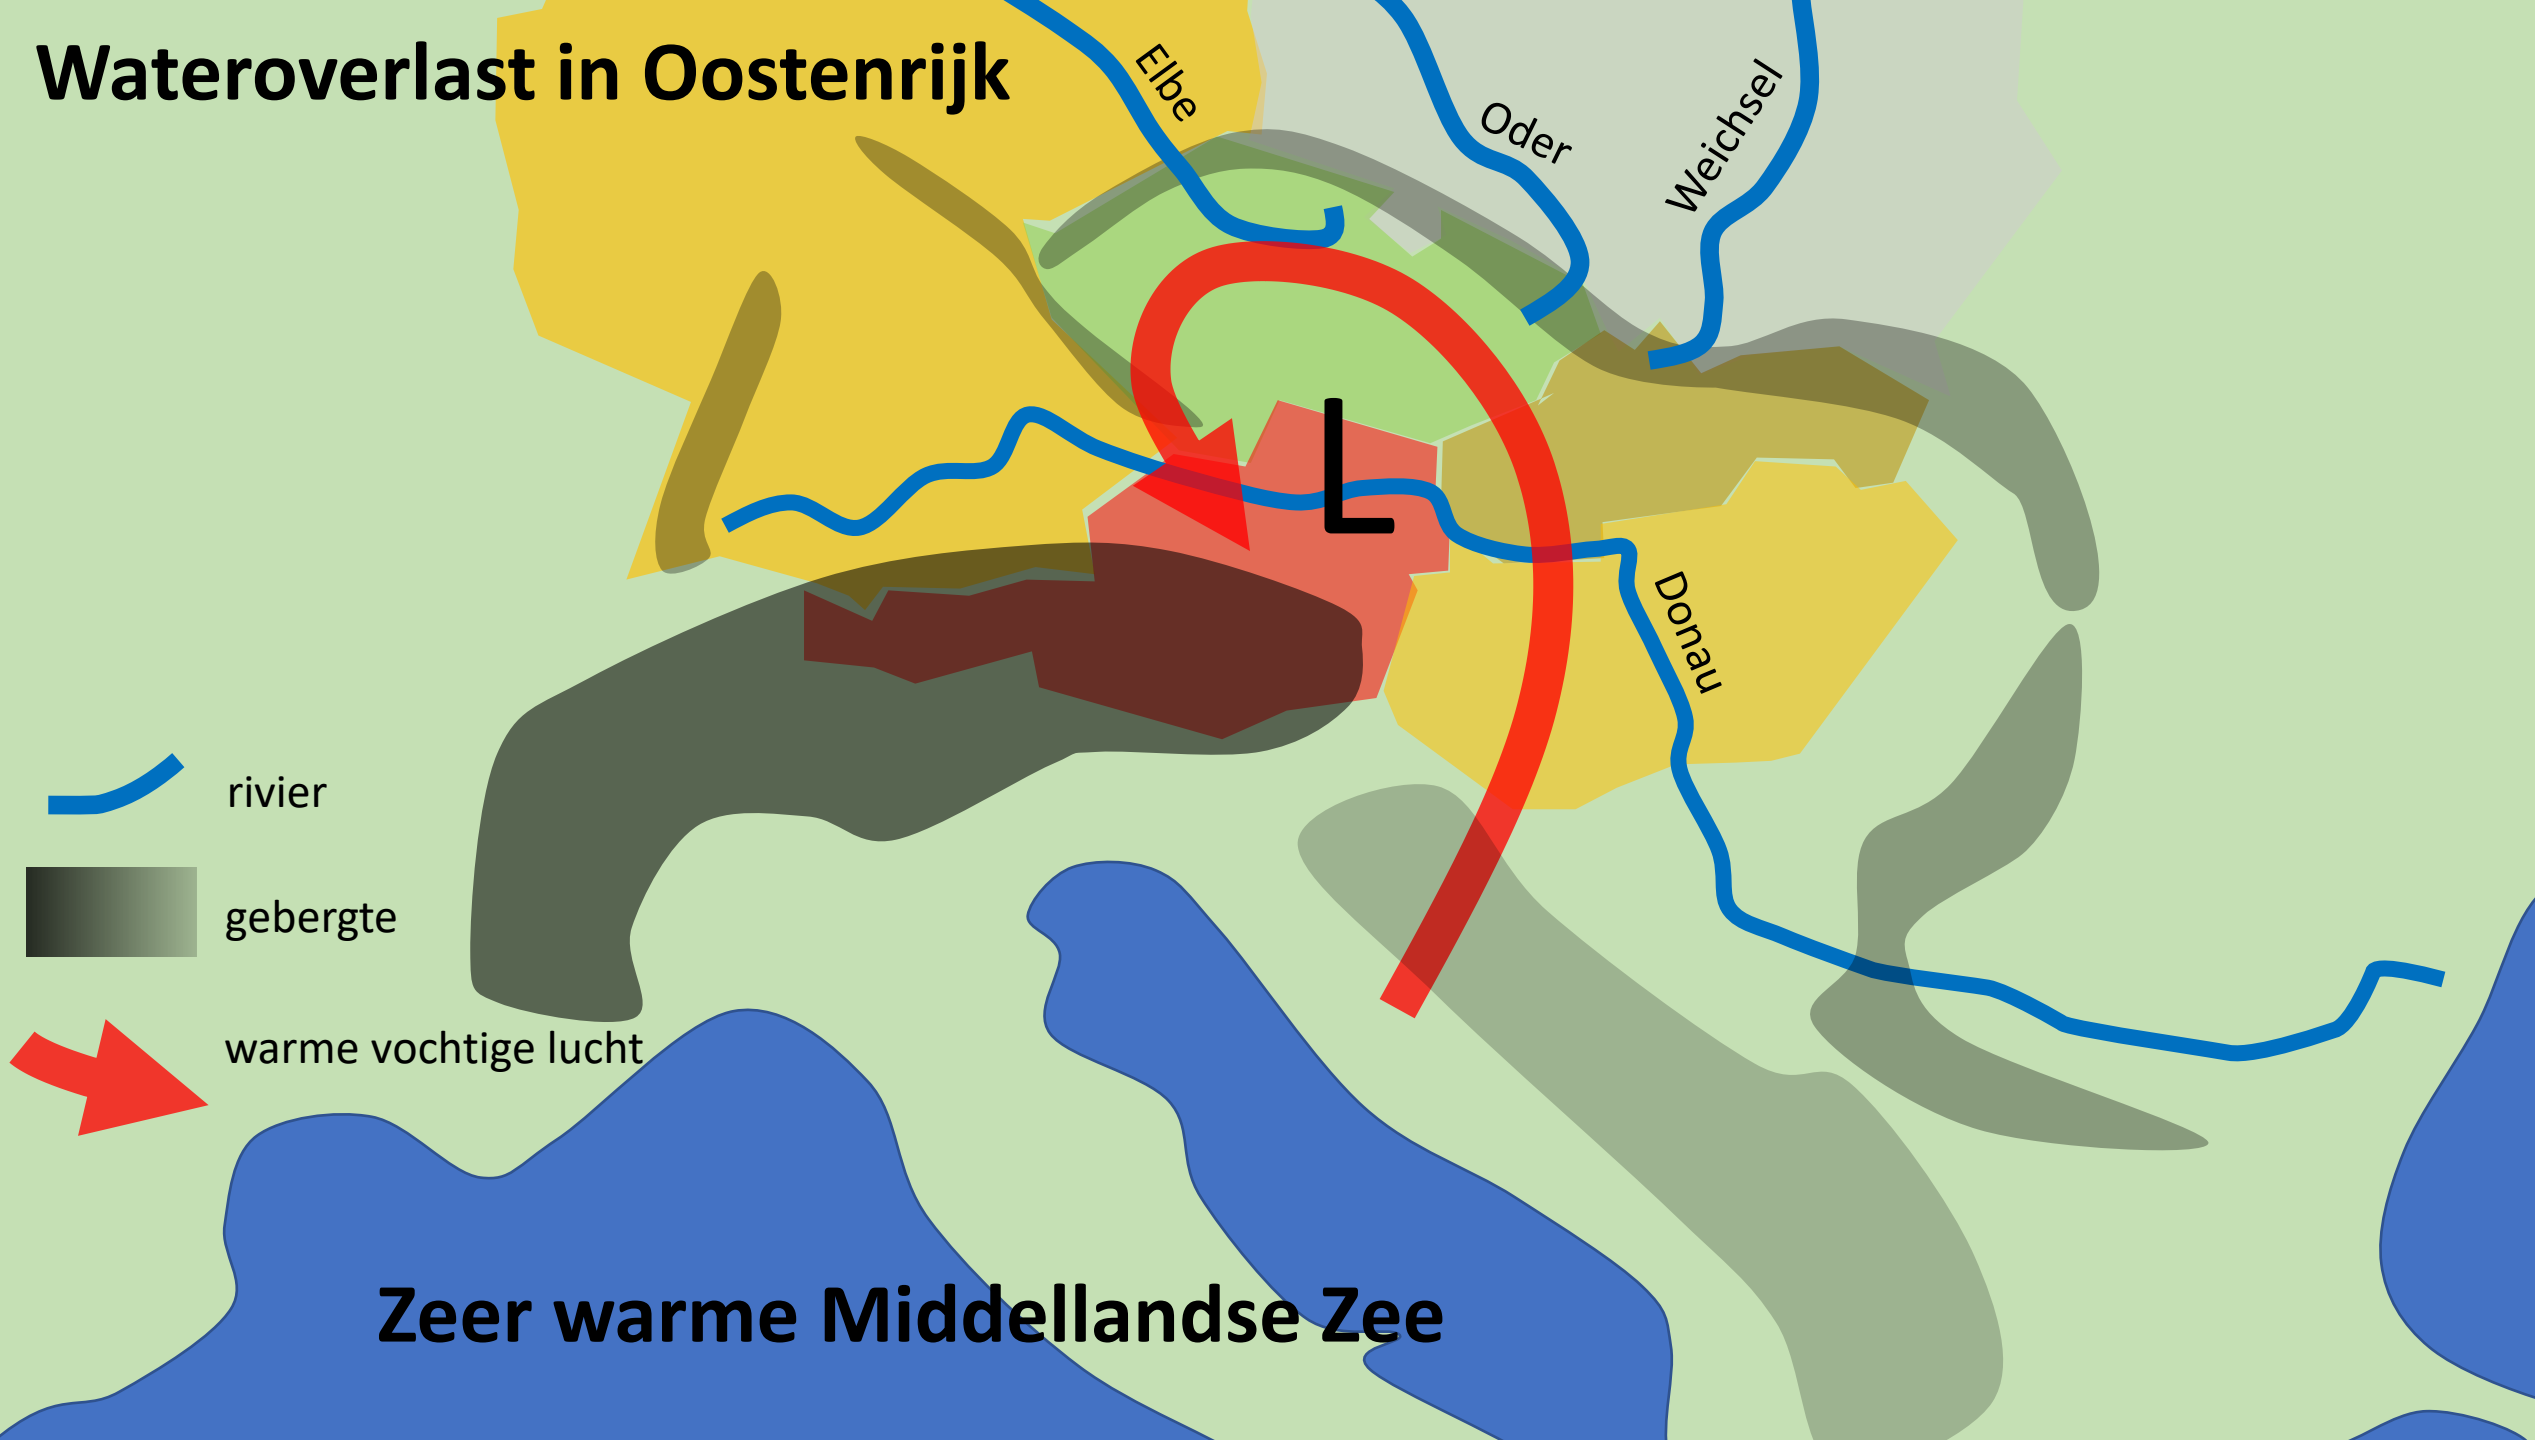 Wateroverlast in Oostenrijk
Elbe
Oder
Weichsel
L
Donau
rivier
gebergte
warme vochtige lucht
Zeer warme Middellandse Zee